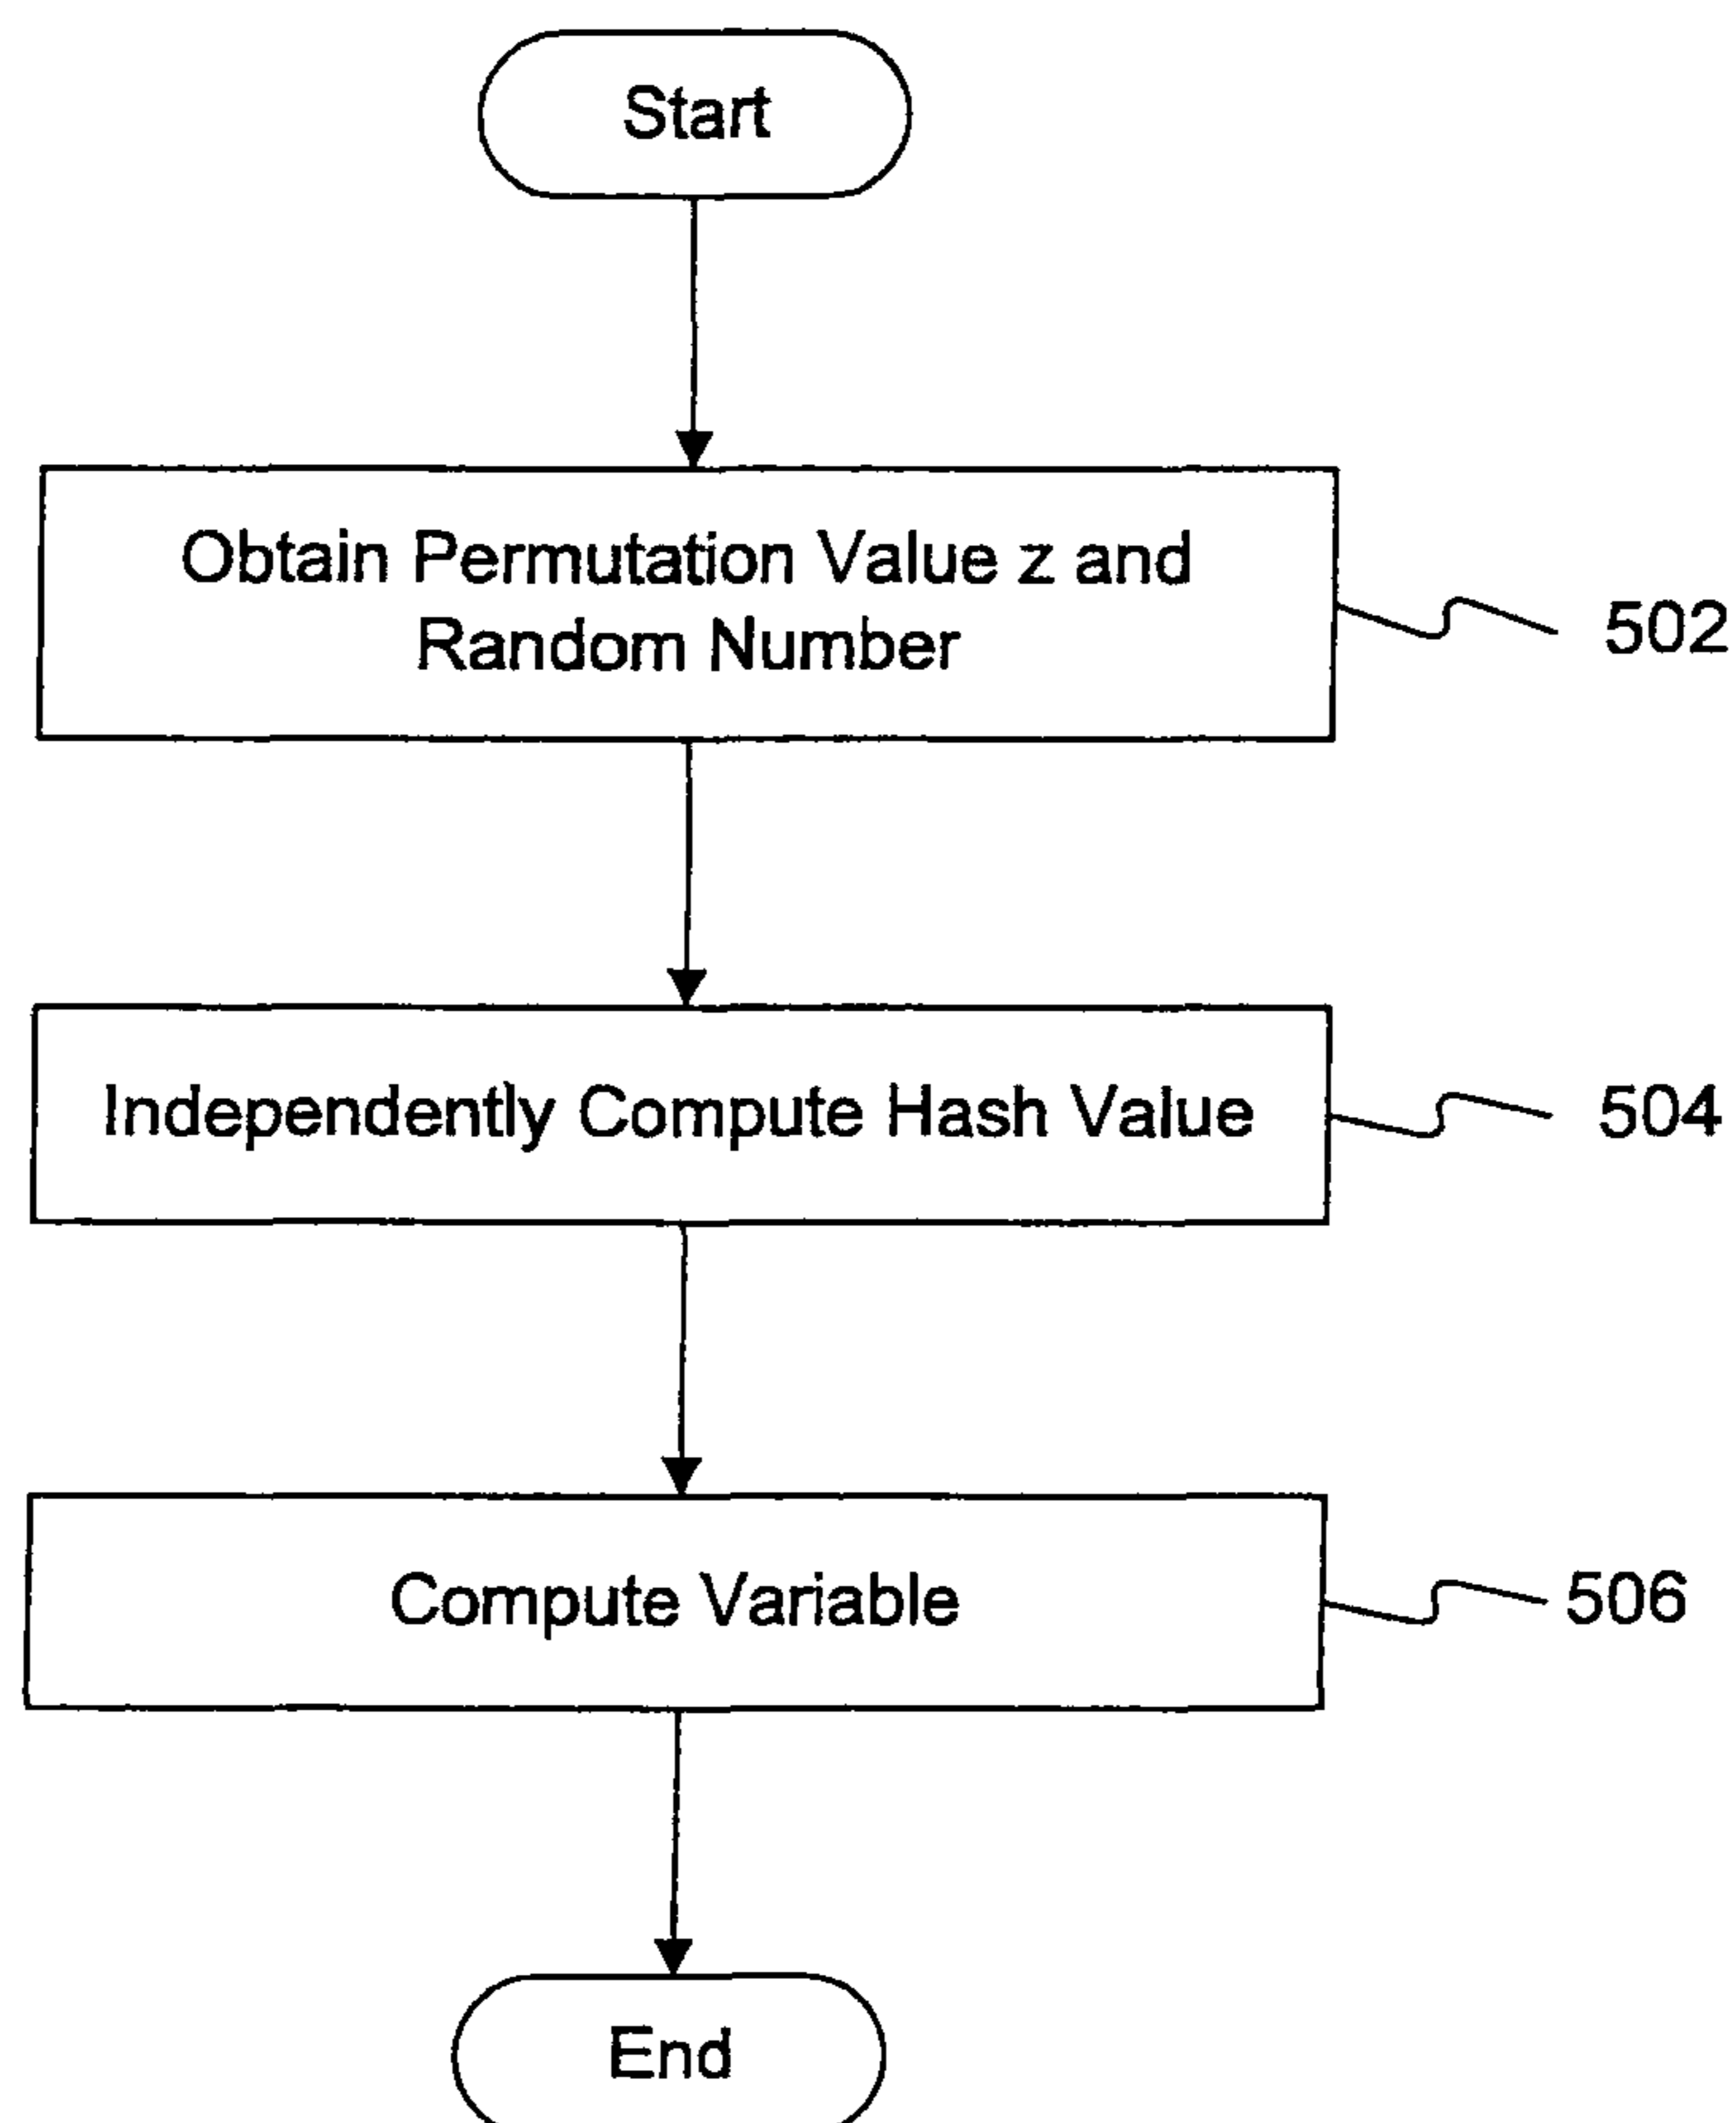 Start
Obtain Permutation Value z and
Random Number
502
Independently Compute Hash Value
504
Compute Variable
506
End